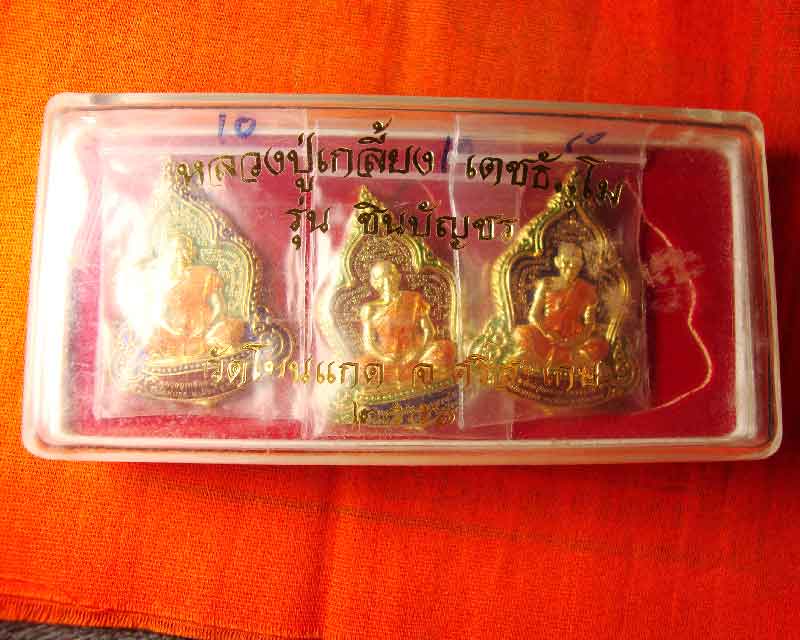 10 10 10
หลวงปู่เกลี้ยง เตชธัมโม
รุ่น ชินบัญชร
วัดโนนแกด จ.ศรีสะเกษ